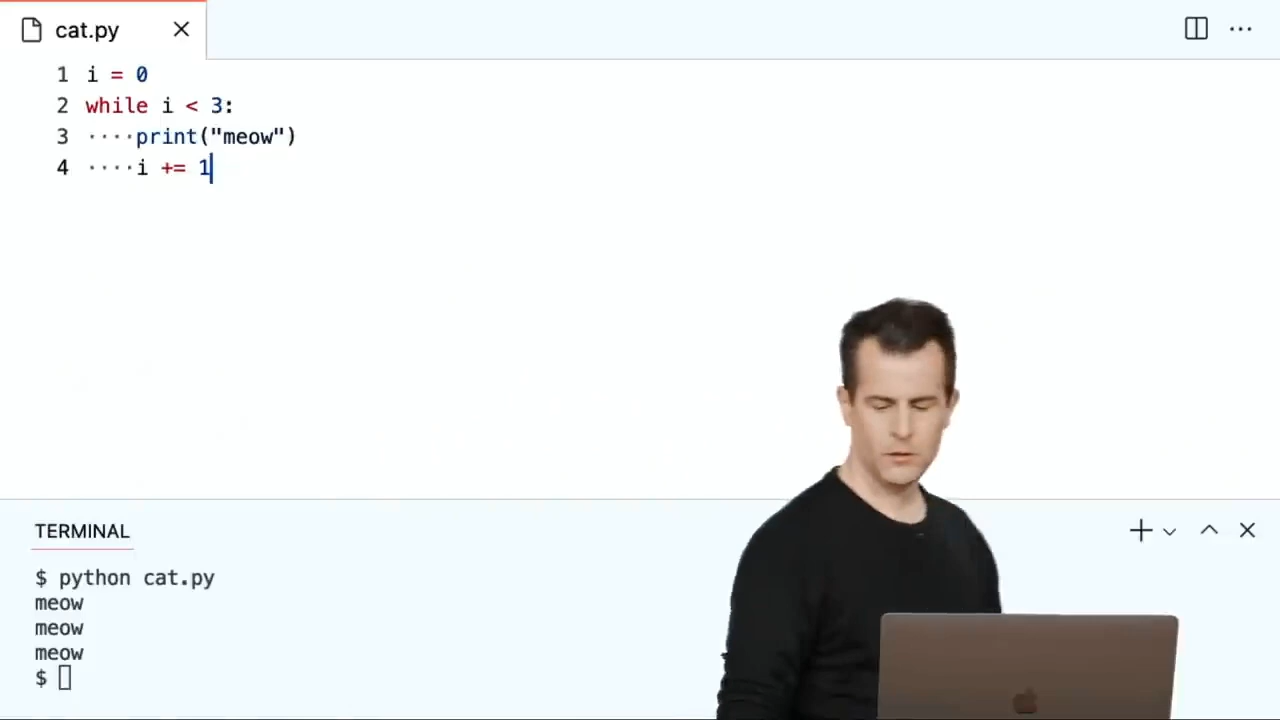 cat.py
1 i = 0
2 while i < 3:
3 ····print("meow")
4 ····i += 1
TERMINAL
$ python cat.py
meow
meow
meow
$